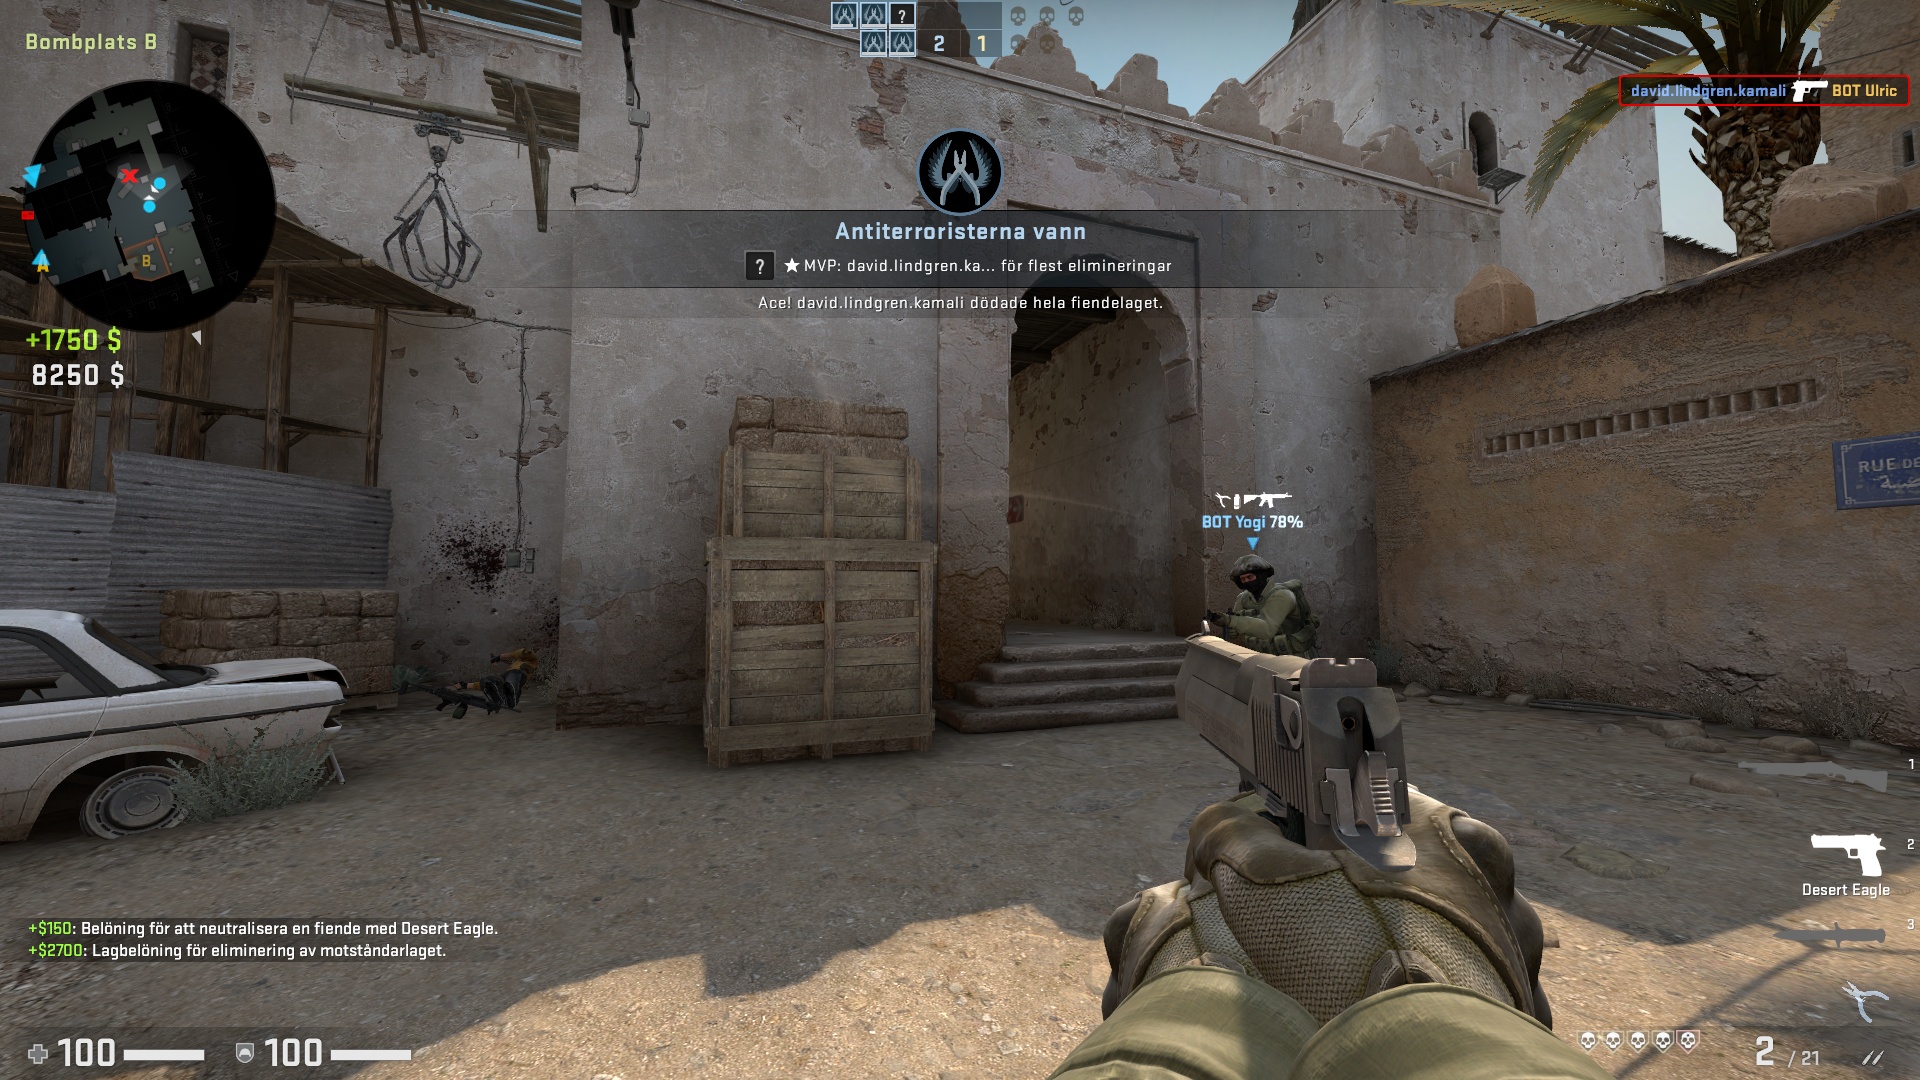 Bombplats B
? 
2 1
david.lindgren.kamali BOT Ulric
B
A
Antiterroristerna vann
? ★ MVP: david.lindgren.ka... för flest elimineringar
Ace! david.lindgren.kamali dödade hela fiendelaget.
+1750 $
8250 $
RUE DE
BOT Yogi 78%
1
2
Desert Eagle
3
+$150: Belöning för att neutralisera en fiende med Desert Eagle.
+$2700: Lagbelöning för eliminering av motståndarlaget.
100 100
2 / 21